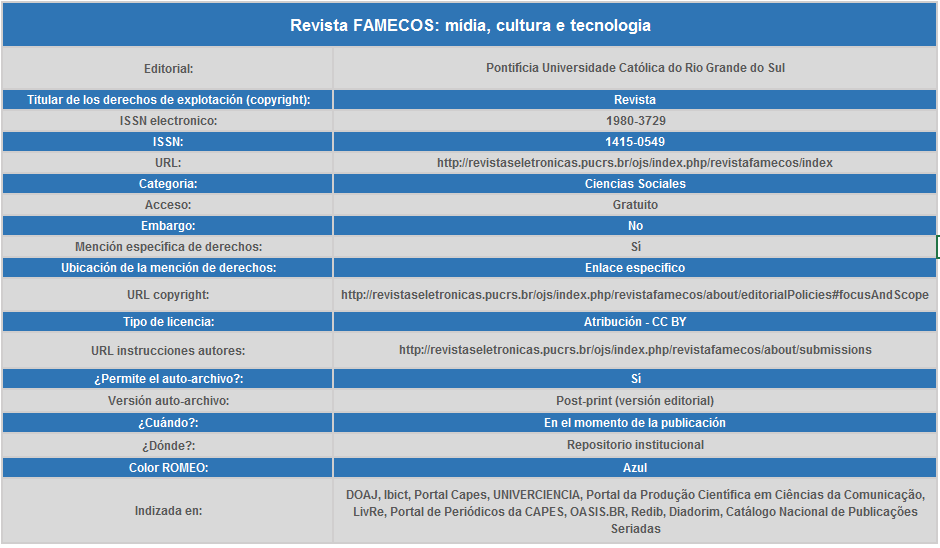 Revista FAMECOS: mídia, cultura e tecnologia
Editorial: Pontifícia Universidade Católica do Rio Grande do Sul
Titular de los derechos de explotación (copyright): Revista
ISSN electronico: 1980-3729
ISSN: 1415-0549
URL: http://revistaseletronicas.pucrs.br/ojs/index.php/revistafamecos/index
Categoria: Ciencias Sociales
Acceso: Gratuito
Embargo: No
Mención específica de derechos: Sí
Ubicación de la mención de derechos: Enlace especifico
URL copyright: http://revistaseletronicas.pucrs.br/ojs/index.php/revistafamecos/about/editorialPolicies#focusAndScope
Tipo de licencia: Atribución - CC BY
URL instrucciones autores: http://revistaseletronicas.pucrs.br/ojs/index.php/revistafamecos/about/submissions
¿Permite el auto-archivo?: Sí
Versión auto-archivo: Post-print (versión editorial)
¿Cuándo?: En el momento de la publicación
¿Dónde?: Repositorio institucional
Color ROMEO: Azul
Indizada en: DOAJ, Ibict, Portal Capes, UNIVERCIENCIA, Portal da Produção Científica em Ciências da Comunicação,
LivRe, Portal de Periódicos da CAPES, OASIS.BR, Redib, Diadorim, Catálogo Nacional de Publicações
Seriadas